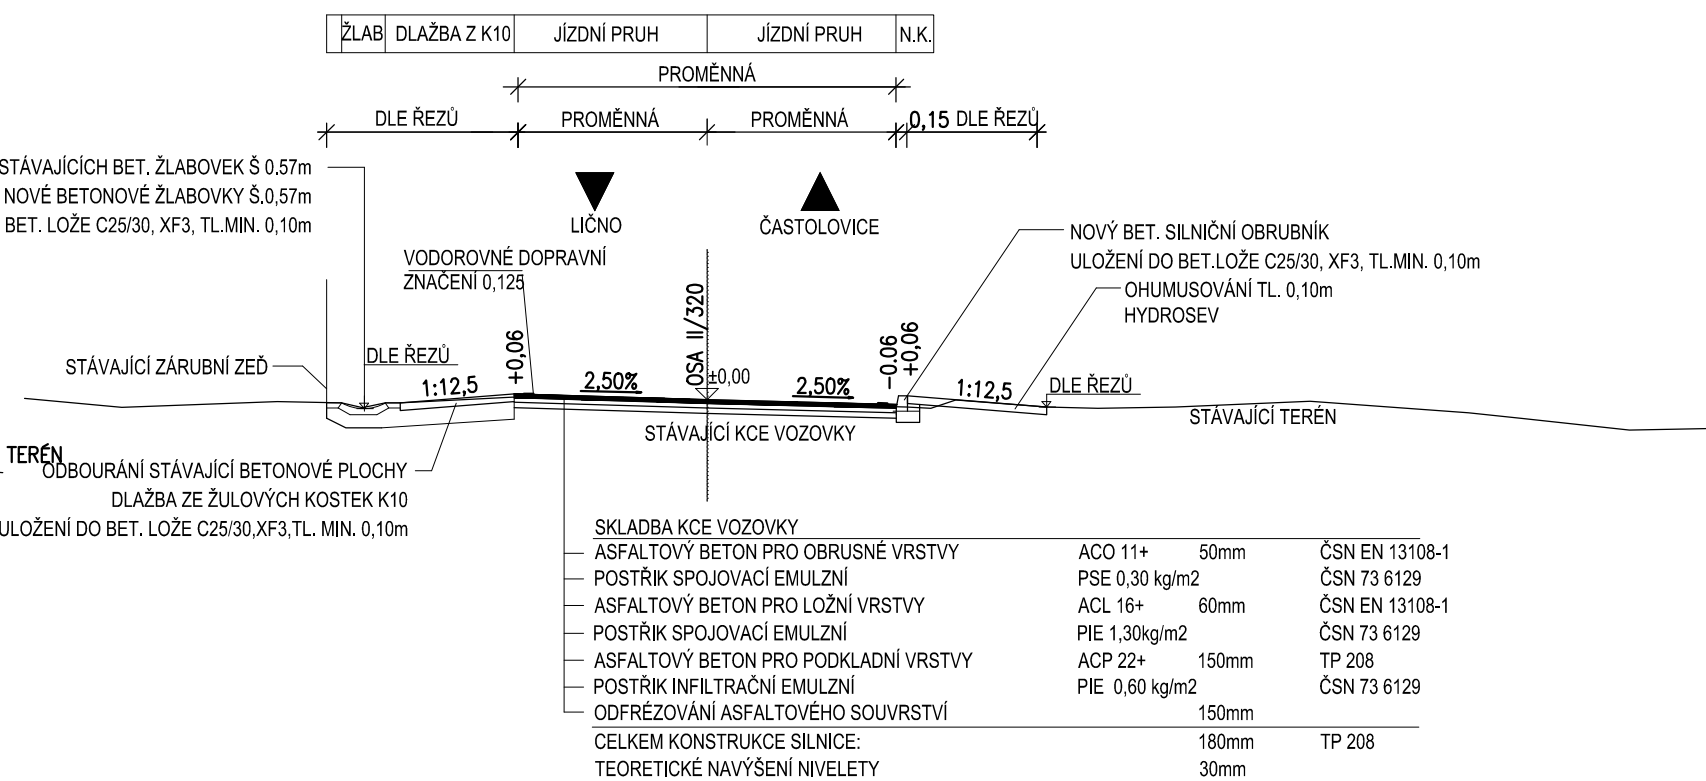 ŽLAB DLAŽBA Z K10 JÍZDNÍ PRUH JÍZDNÍ PRUH N.K.
PROMĚNNÁ
DLE ŘEZŮ PROMĚNNÁ PROMĚNNÁ 0,15 DLE ŘEZŮ
STÁVAJÍCÍCH BET. ŽLABOVEK Š 0.57m
NOVÉ BETONOVÉ ŽLABOVKY Š.0,57m
BET. LOŽE C25/30, XF3, TL.MIN. 0,10m
LIČNO
ČASTOLOVICE
VODOROVNÉ DOPRAVNÍ
ZNAČENÍ 0,125
NOVÝ BET. SILNIČNÍ OBRUBNÍK
ULOŽENÍ DO BET.LOŽE C25/30, XF3, TL.MIN. 0,10m
OHUMUSOVÁNÍ TL. 0,10m
HYDROSEV
OSA II/320
STÁVAJÍCÍ ZÁRUBNÍ ZEĎ
DLE ŘEZŮ
1:12,5
+0,06
2,50%
±0,00
2,50%
-0.06
+0,06
1:12,5
DLE ŘEZŮ
STÁVAJÍCÍ TERÉN
STÁVAJÍCÍ KCE VOZOVKY
TERÉN
ODBOURÁNÍ STÁVAJÍCÍ BETONOVÉ PLOCHY
DLAŽBA ZE ŽULOVÝCH KOSTEK K10
ULOŽENÍ DO BET. LOŽE C25/30,XF3,TL. MIN. 0,10m
SKLADBA KCE VOZOVKY
ASFALTOVÝ BETON PRO OBRUSNÉ VRSTVY ACO 11+ 50mm ČSN EN 13108-1
POSTŘIK SPOJOVACÍ EMULZNÍ PSE 0,30 kg/m2 ČSN 73 6129
ASFALTOVÝ BETON PRO LOŽNÍ VRSTVY ACL 16+ 60mm ČSN EN 13108-1
POSTŘIK SPOJOVACÍ EMULZNÍ PIE 1,30kg/m2 ČSN 73 6129
ASFALTOVÝ BETON PRO PODKLADNÍ VRSTVY ACP 22+ 150mm TP 208
POSTŘIK INFILTRAČNÍ EMULZNÍ PIE 0,60 kg/m2 ČSN 73 6129
ODFRÉZOVÁNÍ ASFALTOVÉHO SOUVRSTVÍ 150mm
CELKEM KONSTRUKCE SILNICE: 180mm TP 208
TEORETICKÉ NAVÝŠENÍ NIVELETY 30mm